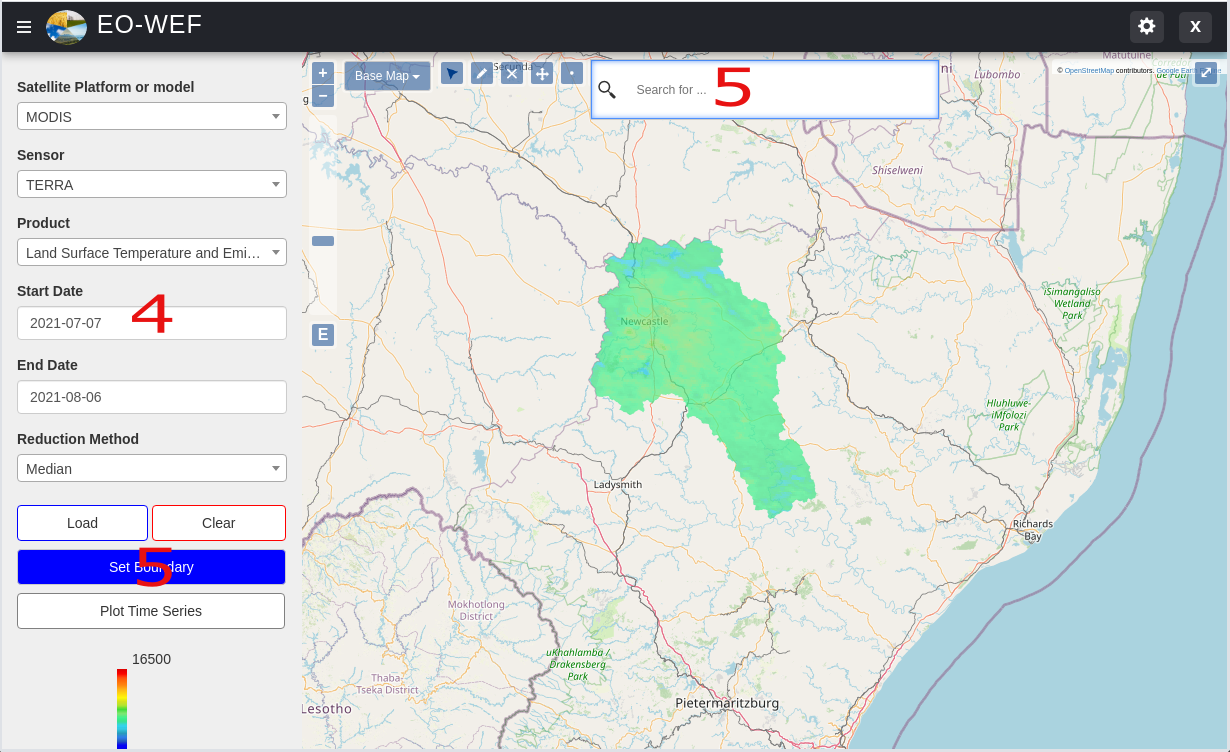 EO-WEF
X
Satellite Platform or model
MODIS
Sensor
TERRA
Product
Land Surface Temperature and Emi...
Start Date
2021-07-07
4
End Date
2021-08-06
Reduction Method
Median
Load
Clear
Set Boundary
5
Plot Time Series
16500
+
−
Base Map
Search for ...
5
E
Secunda
Lubombo
Matutuíne
© OpenStreetMap contributors. Google Earth Engine
Shiselweni
iSimangaliso
Wetland
Park
Newcastle
Hluhluwe-
iMfolozi
Park
Ladysmith
Richards
Bay
Mokhotlong
District
uKhahlamba /
Drakensberg
Park
Thaba-
Tseka District
Lesotho
Pietermaritzburg